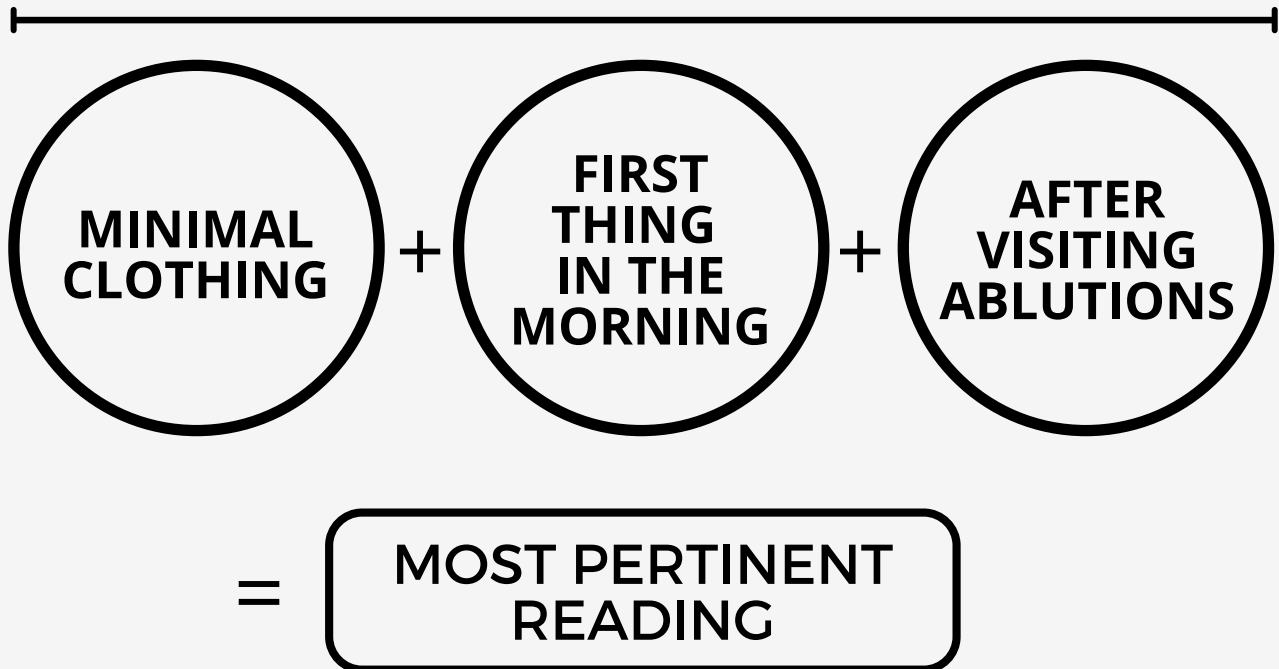 MINIMAL
CLOTHING
+
FIRST
THING
IN THE
MORNING
+
AFTER
VISITING
ABLUTIONS
=
MOST PERTINENT
READING